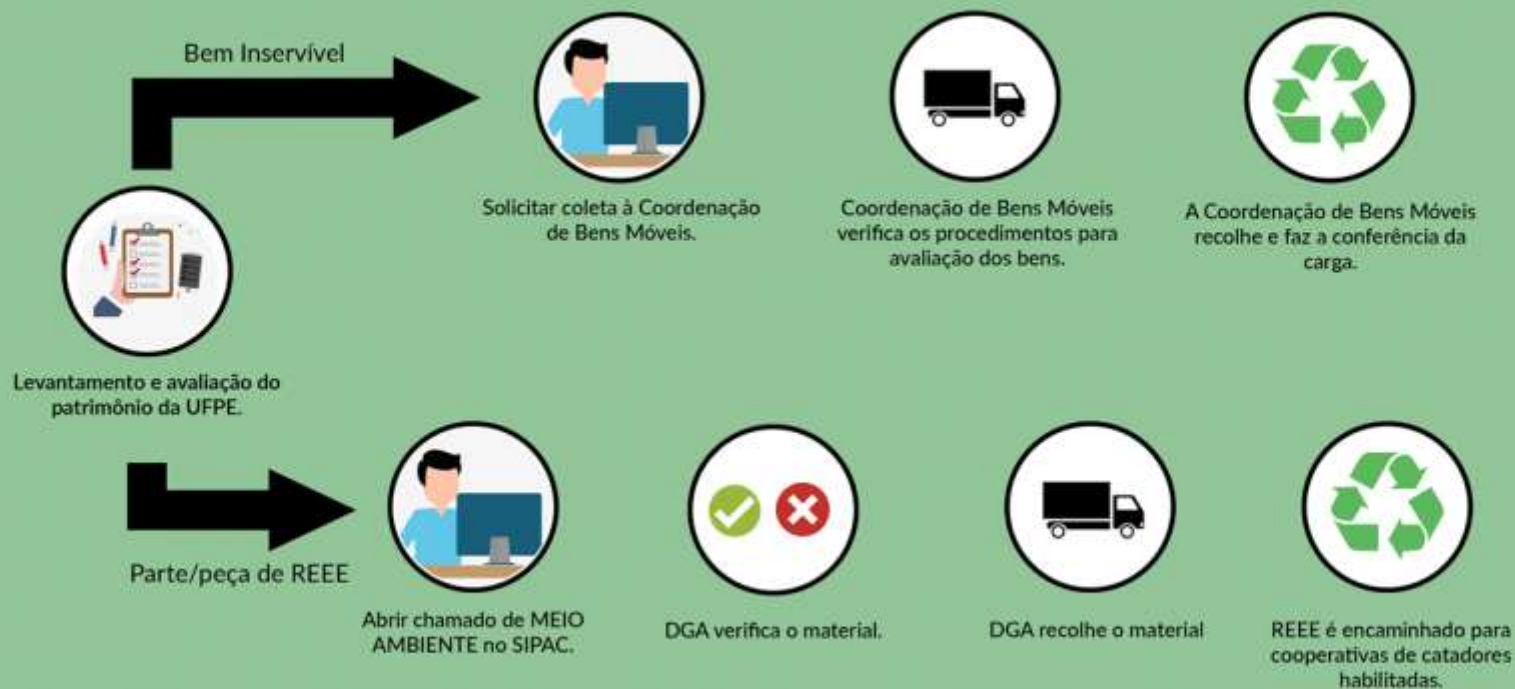 Bem Inservível
Solicitar coleta à Coordenação
de Bens Móveis.
Coordenação de Bens Móveis
verifica os procedimentos para
avaliação dos bens.
A Coordenação de Bens Móveis
recolhe e faz a conferência da
carga.
Levantamento e avaliação do
patrimônio da UFPE.
Parte/peça de REEE
Abrir chamado de MEIO
AMBIENTE no SIPAC.
DGA verifica o material.
DGA recolhe o material
REEE é encaminhado para
cooperativas de catadores
habilitadas.